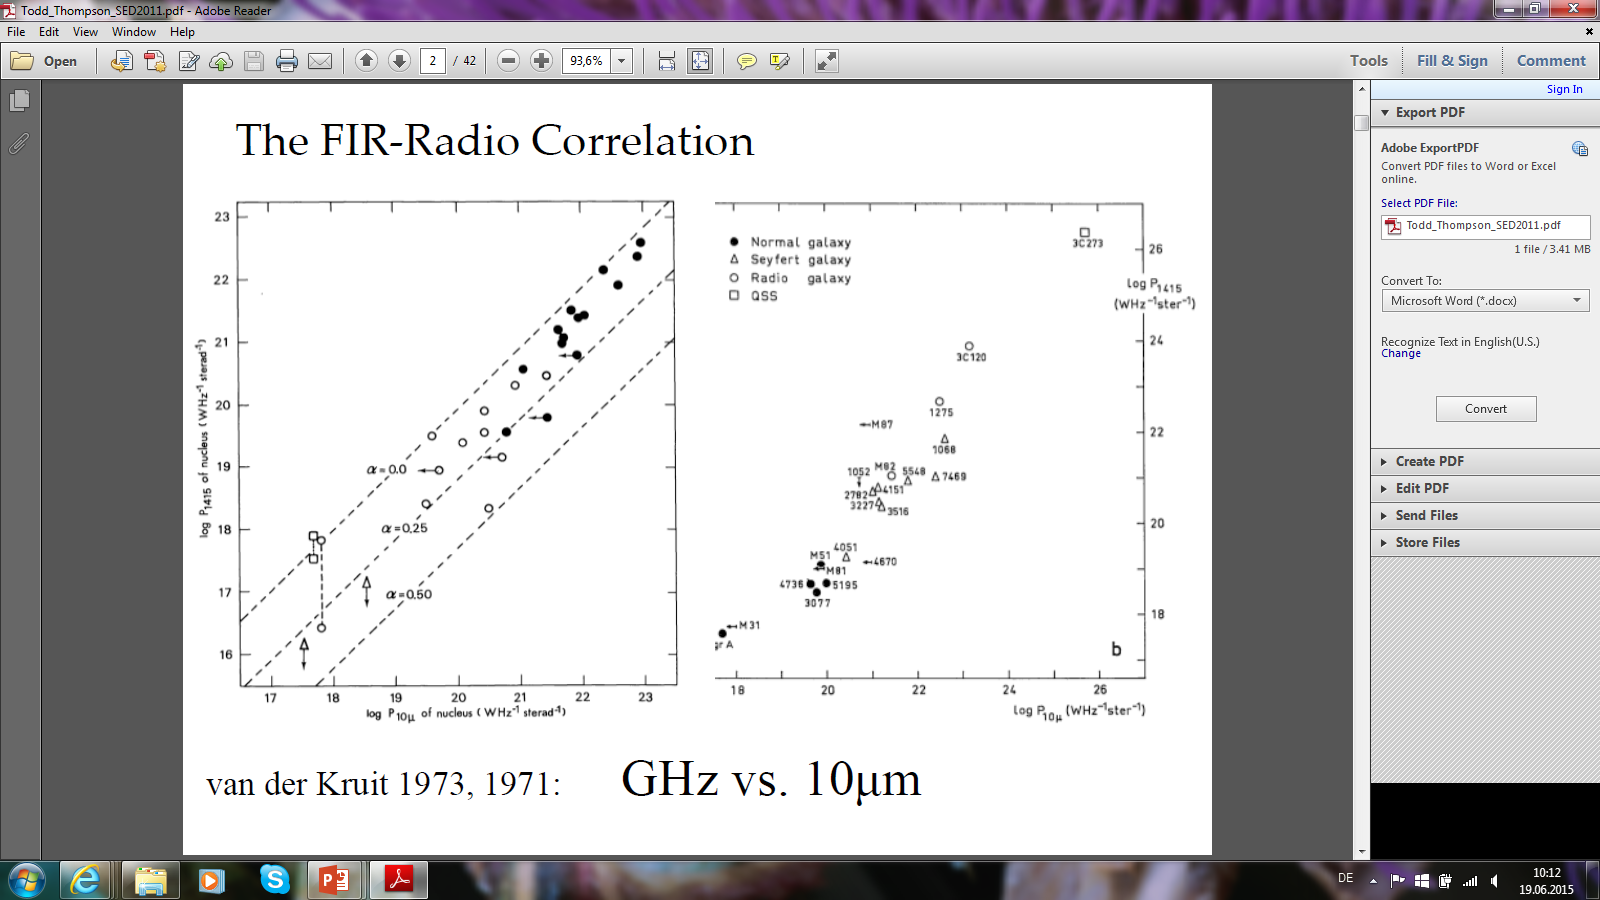 Todd_Thompson_SED2011.pdf - Adobe Reader
File Edit View Window Help
Open 2 / 42 93,6% Tools Fill & Sign Comment
Sign In
Export PDF
Adobe ExportPDF
Convert PDF files to Word or Excel
online.
Select PDF File:
Todd_Thompson_SED2011.pdf
1 file / 3.41 MB
Convert To:
Microsoft Word (*.docx)
Recognize Text in English(U.S.)
Change
Convert
Create PDF
Edit PDF
Send Files
Store Files
The FIR-Radio Correlation
23
22
21
20
19
18
17
16
log P1415 of nucleus (WHz-1 sterad-1)
α=0.0
α=0.25
α=0.50
17 18 19 20 21 22 23
log P10μ of nucleus (WHz-1 sterad-1)
Normal galaxy
Seyfert galaxy
Radio galaxy
QSS
3C273
26
log P1415
(WHz-1ster-1)
24
3C120
1275
M87
22
1068
1052 M82 5548
7469
2782 4151
3227 3516
20
4051
M51
M81 4670
4736 5195
3077
18
M31
gr A
b
18 20 22 24 26
log P10μ (WHz-1ster-1)
van der Kruit 1973, 1971: GHz vs. 10μm
DE
10:12
19.06.2015